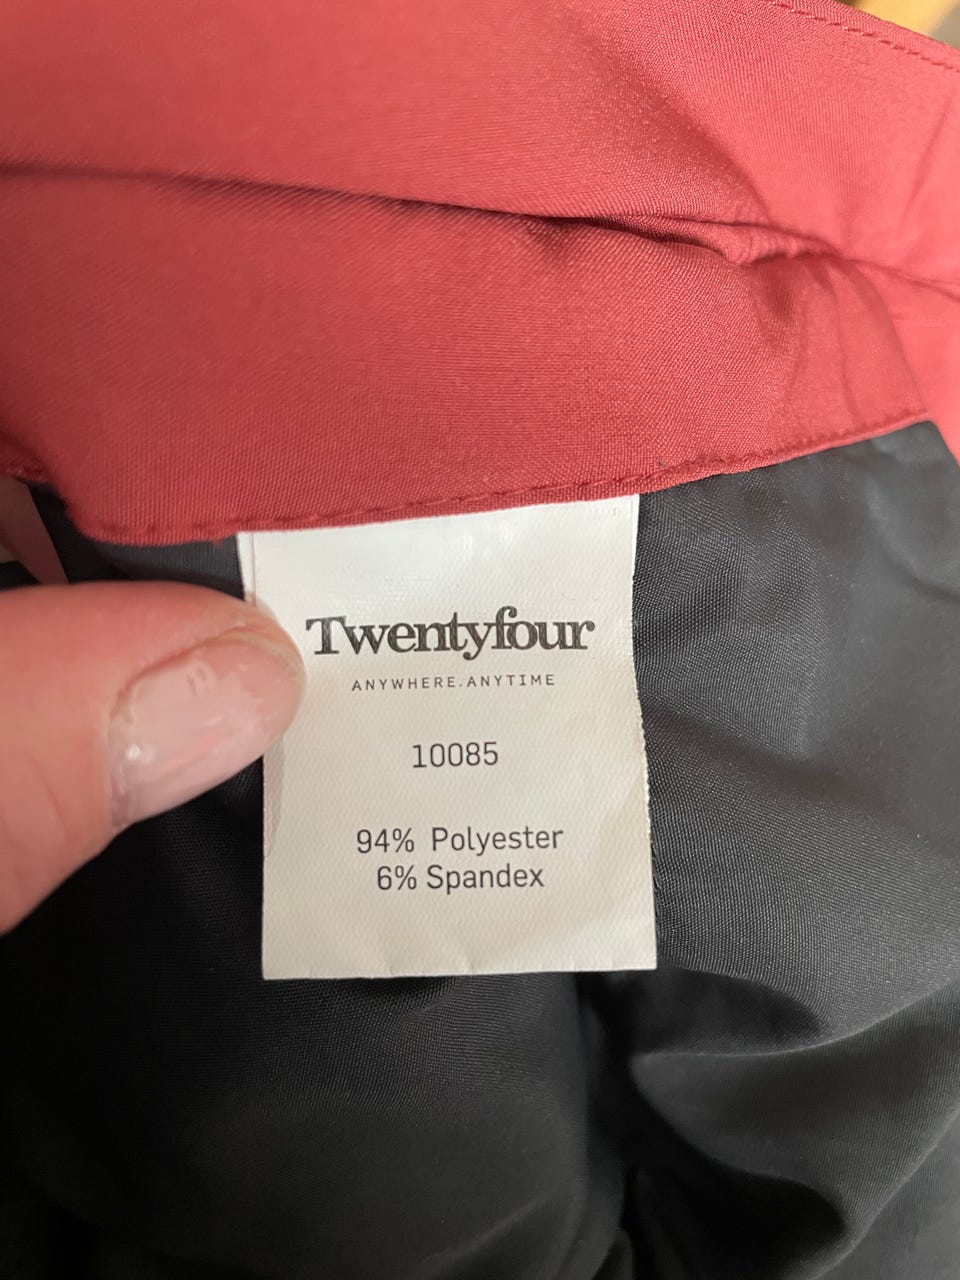 Twentyfour
ANYWHERE.ANYTIME
10085
94% Polyester
6% Spandex